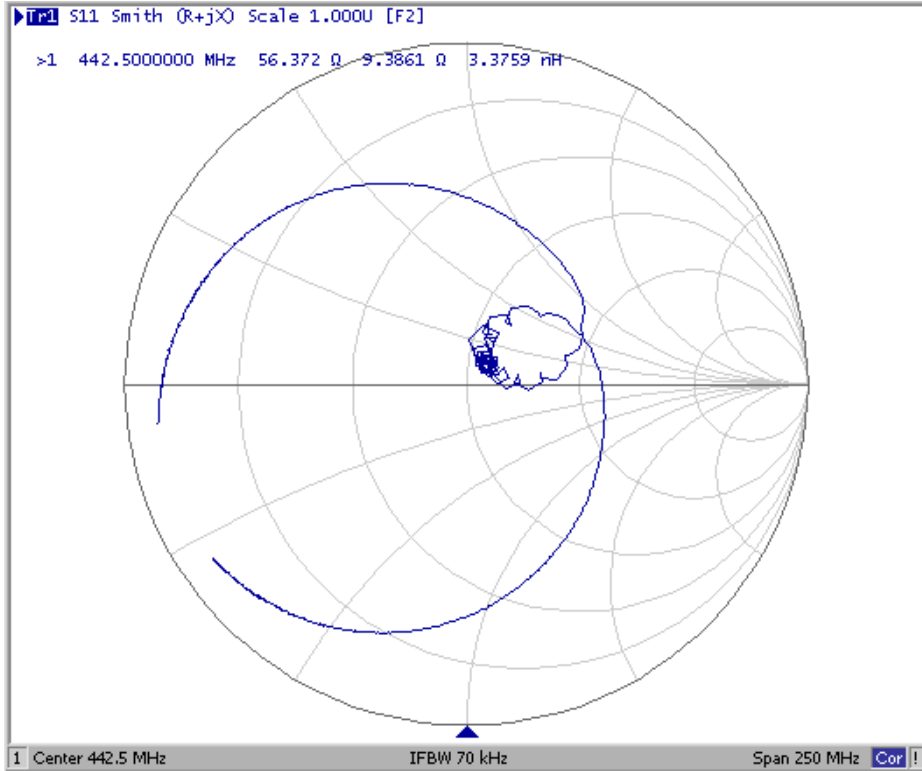 Tr1 S11 Smith (R+jX) Scale 1.000U [F2]
>1 442.5000000 MHz 56.372 Ω 9.3861 Ω 3.3759 nH
1 Center 442.5 MHz IFBW 70 kHz Span 250 MHz Cor !